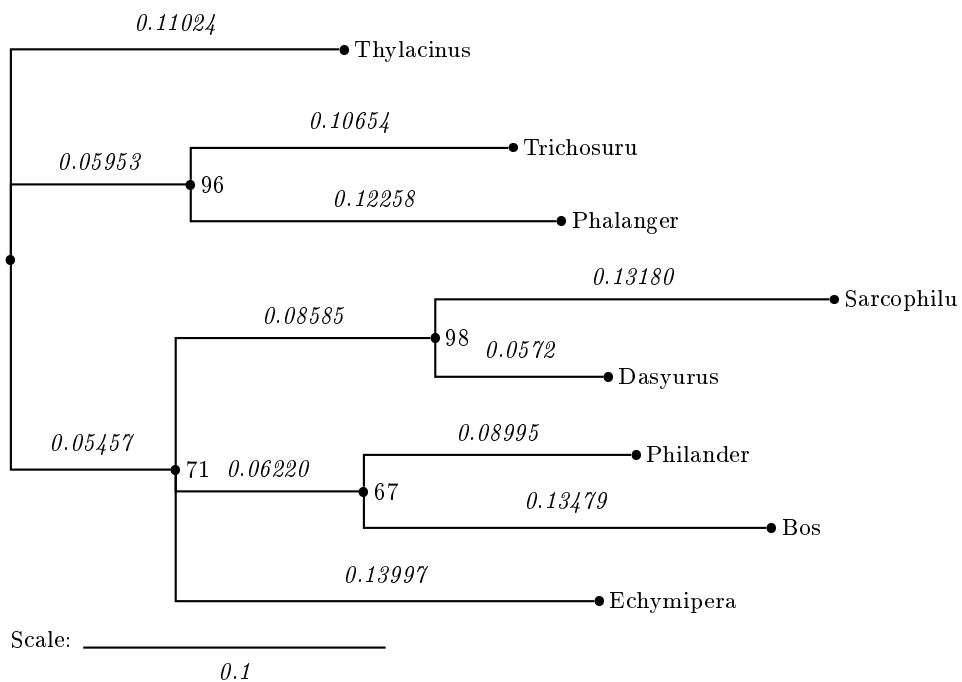 0.11024
Thylacinus
0.10654
Trichosuru
0.05953
96
0.12258
Phalanger
0.13180
Sarcophilu
0.08585
98
0.0572
Dasyurus
0.08995
Philander
0.05457
71
0.06220
67
0.13479
Bos
0.13997
Echymipera
Scale:
0.1